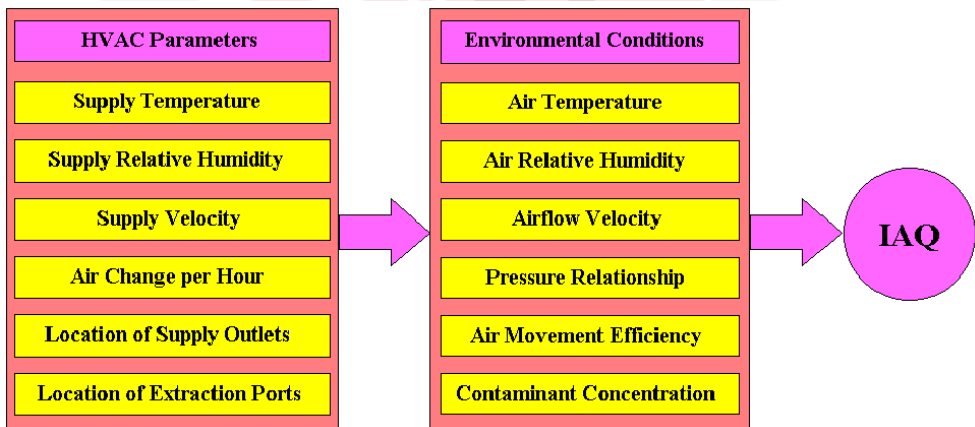 HVAC Parameters
Supply Temperature
Supply Relative Humidity
Supply Velocity
Air Change per Hour
Location of Supply Outlets
Location of Extraction Ports
Environmental Conditions
Air Temperature
Air Relative Humidity
Airflow Velocity
Pressure Relationship
Air Movement Efficiency
Contaminant Concentration
IAQ